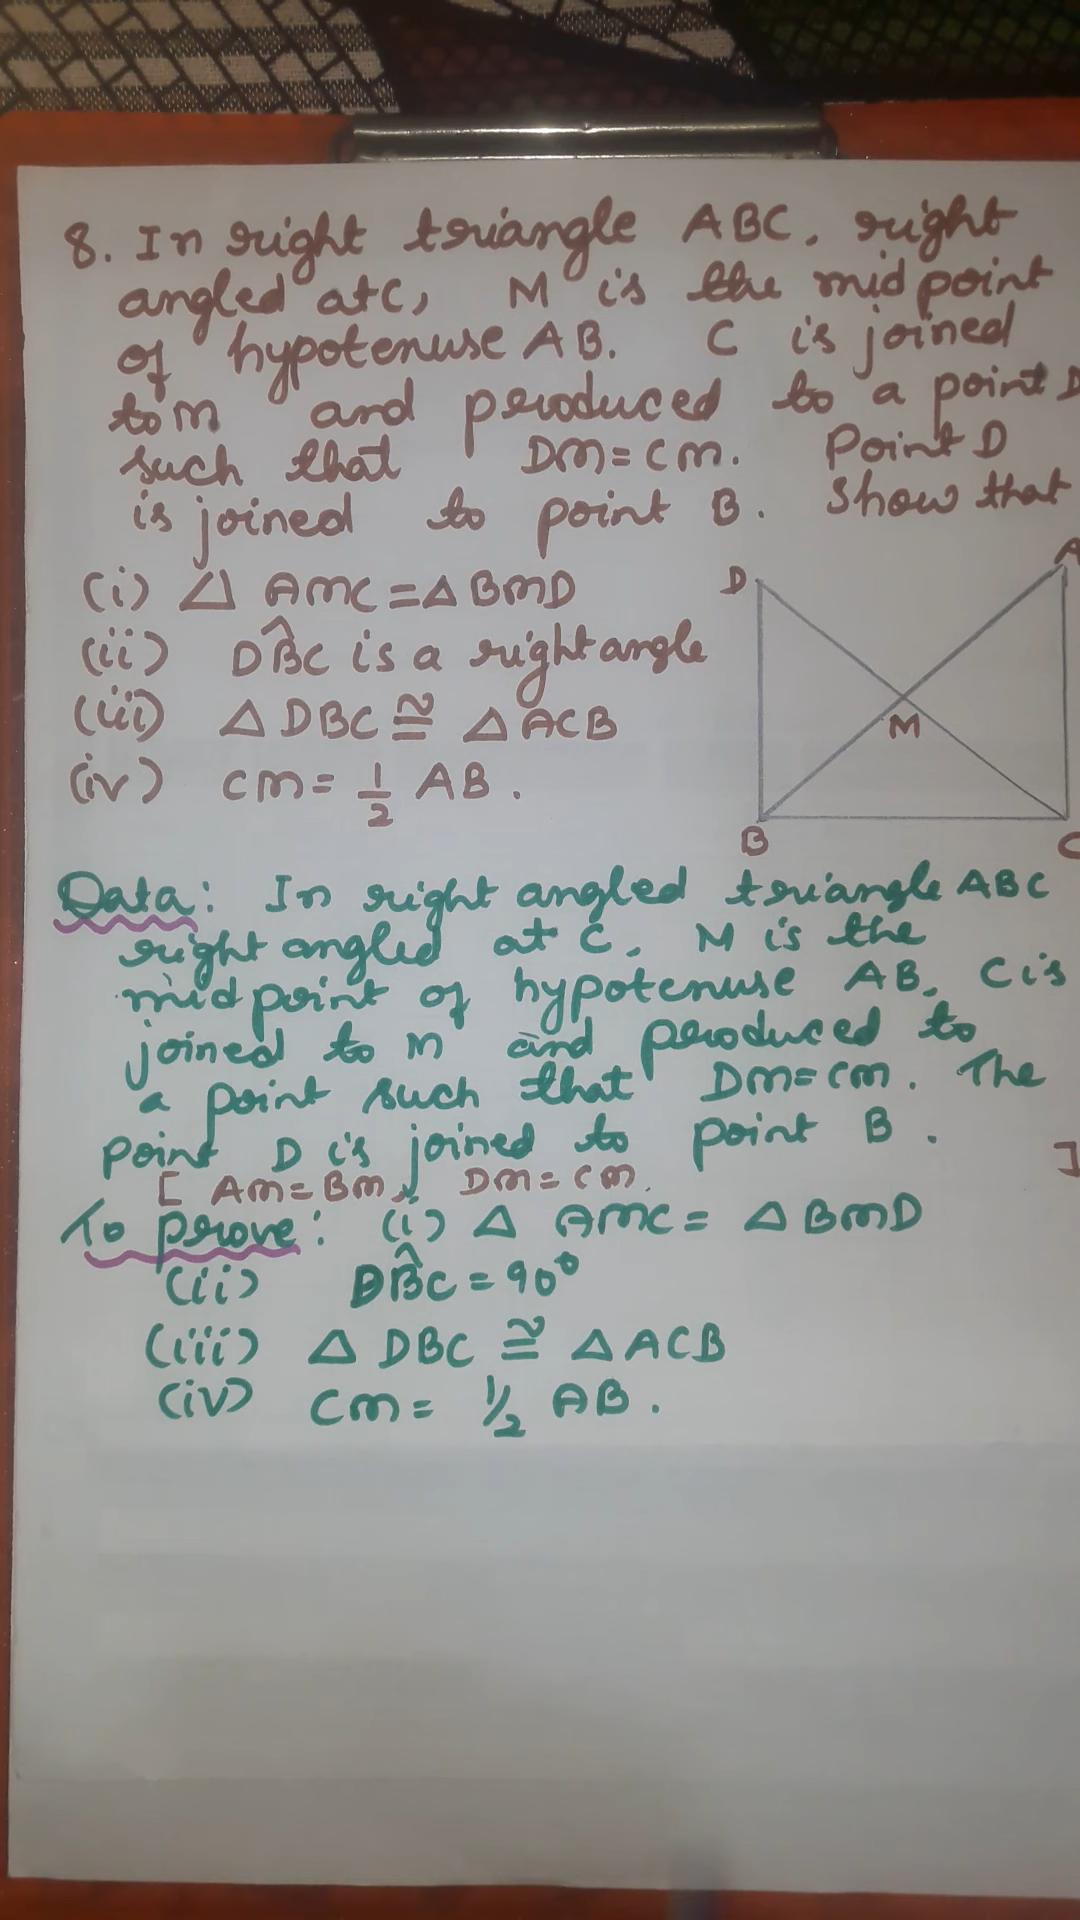 8. In right triangle ABC, right
angled at C, M is the midpoint
of hypotenuse AB. C is joined
to M and produced to a point D
such that DM = CM. Point D
is joined to point B. Show that
(i) △ AMC = △ BMD
(ii) DB̂C is a right angle
(iii) △ DBC ≅ △ ACB
(iv) CM = 1/2 AB.
D A
M
B C
Data: In right angled triangle ABC
right angled at C, M is the
midpoint of hypotenuse AB, C is
joined to M and produced to
a point such that DM = CM. The
point D is joined to point B.
[ AM = BM, DM = CM. ]
To prove: (i) △ AMC = △ BMD
(ii) DB̂C = 90°
(iii) △ DBC ≅ △ ACB
(iv) CM = 1/2 AB.